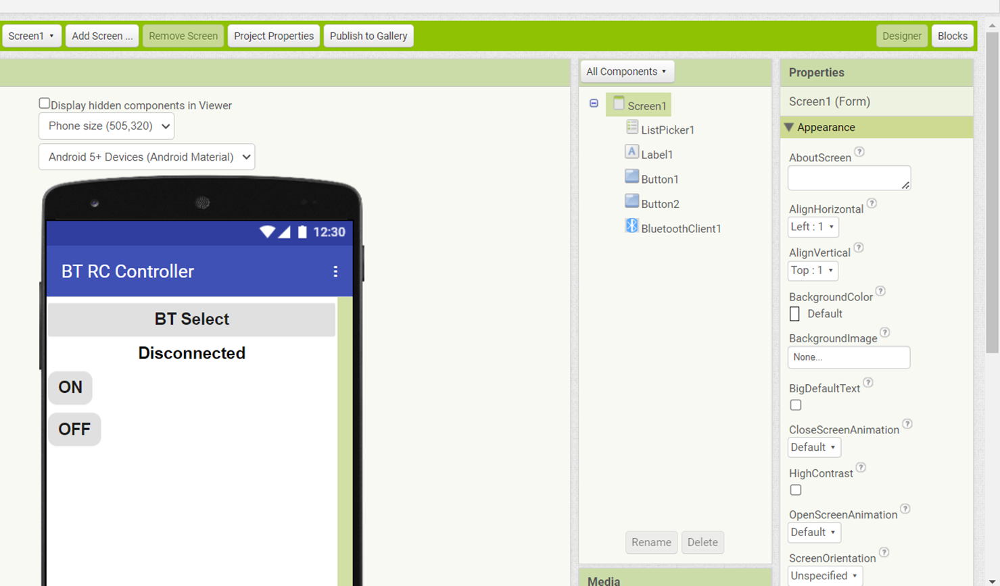 Screen1
Add Screen ...
Remove Screen
Project Properties
Publish to Gallery
Designer
Blocks
Display hidden components in Viewer
Phone size (505,320)
Android 5+ Devices (Android Material)
12:30
BT RC Controller
BT Select
Disconnected
ON
OFF
All Components
Screen1
ListPicker1
A Label1
Button1
Button2
BluetoothClient1
Rename
Delete
Media
Properties
Screen1 (Form)
Appearance
AboutScreen ?
AlignHorizontal ?
Left : 1
AlignVertical ?
Top : 1
BackgroundColor ?
Default
BackgroundImage ?
None...
BigDefaultText ?
CloseScreenAnimation ?
Default
HighContrast ?
OpenScreenAnimation ?
Default
ScreenOrientation ?
Unspecified